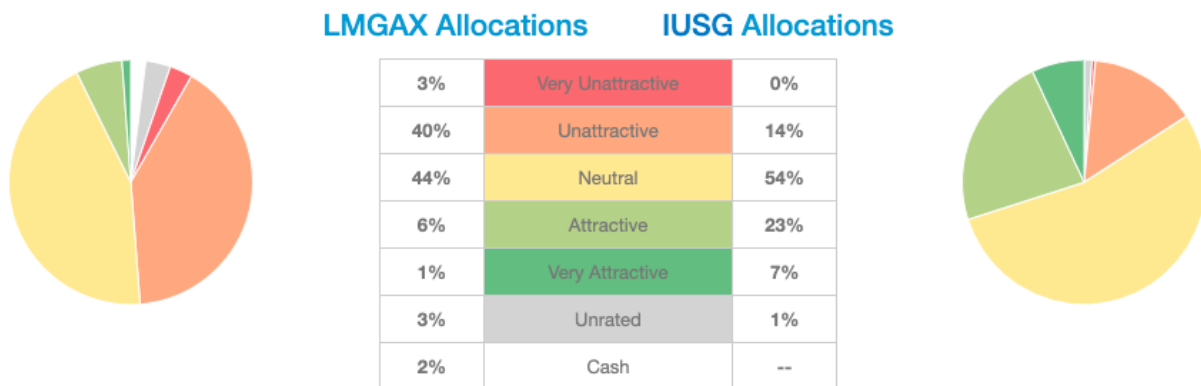 LMGAX Allocations IUSG Allocations
3% Very Unattractive 0%
40% Unattractive 14%
44% Neutral 54%
6% Attractive 23%
1% Very Attractive 7%
3% Unrated 1%
2% Cash --